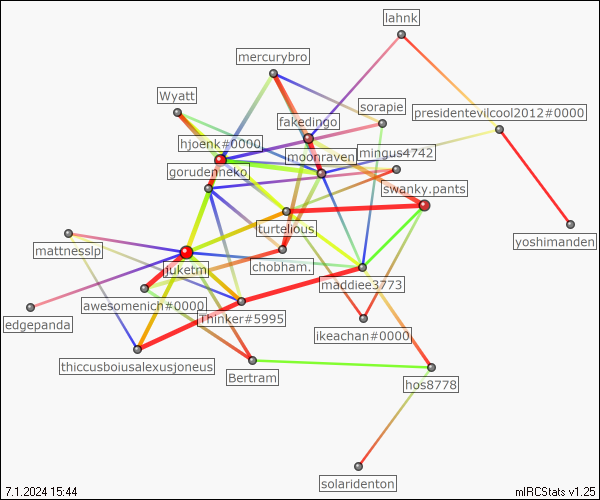 lahnk
mercurybro
Wyatt
sorapie
presidentevilcool2012#0000
fakedingo
hjoenk#0000
mingus4742
moonraven
gorudenneko
swanky.pants
turtelious
yoshimanden
mattnesslp
chobham.
juketmi
maddiee3773
awesomenich#0000
Thinker#5995
edgepanda
ikeachan#0000
thiccusboiusalexusjoneus
Bertram
hos8778
solaridenton
7.1.2024 15:44
mIRCStats v1.25